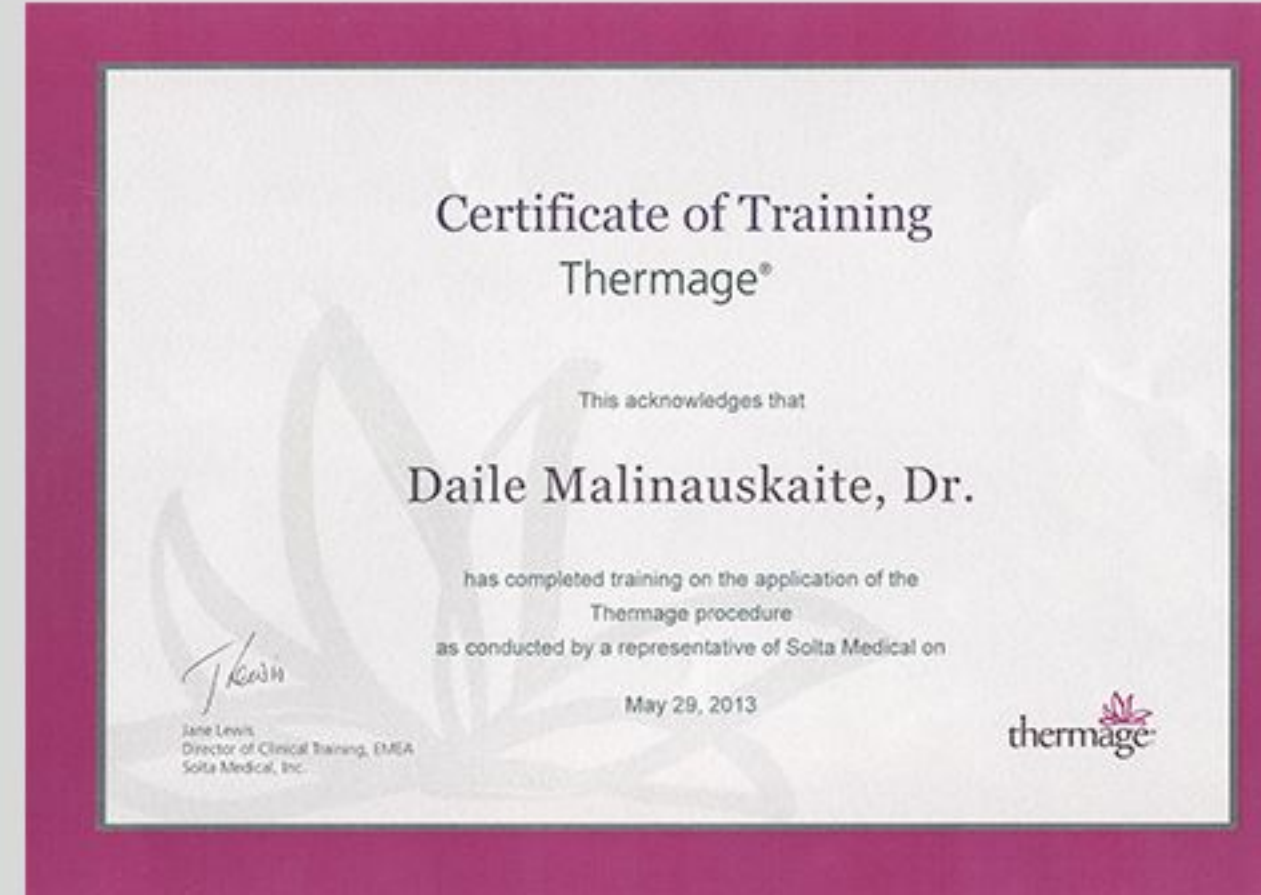 Certificate of Training
Thermage®
This acknowledges that
Daile Malinauskaite, Dr.
has completed training on the application of the
Thermage procedure
as conducted by a representative of Solta Medical on
May 29, 2013
J Lewis
Jane Lewis
Director of Clinical Training, EMEA
Solta Medical, Inc.
thermage